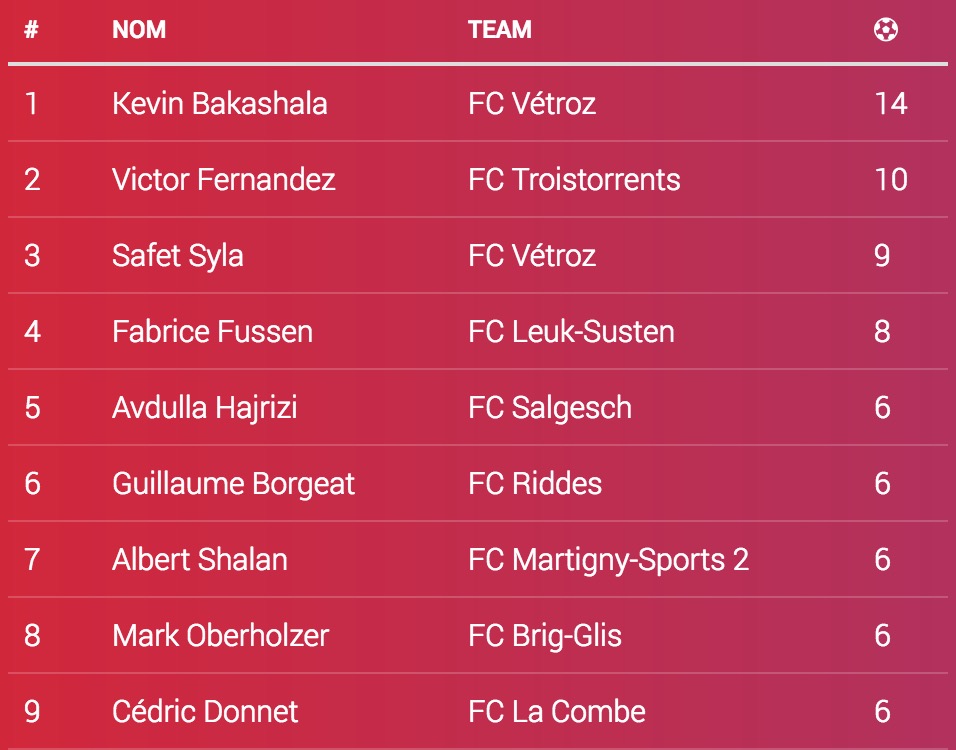 # NOM TEAM
1 Kevin Bakashala FC Vétroz 14
2 Victor Fernandez FC Troistorrents 10
3 Safet Syla FC Vétroz 9
4 Fabrice Fussen FC Leuk-Susten 8
5 Avdulla Hajrizi FC Salgesch 6
6 Guillaume Borgeat FC Riddes 6
7 Albert Shalan FC Martigny-Sports 2 6
8 Mark Oberholzer FC Brig-Glis 6
9 Cédric Donnet FC La Combe 6